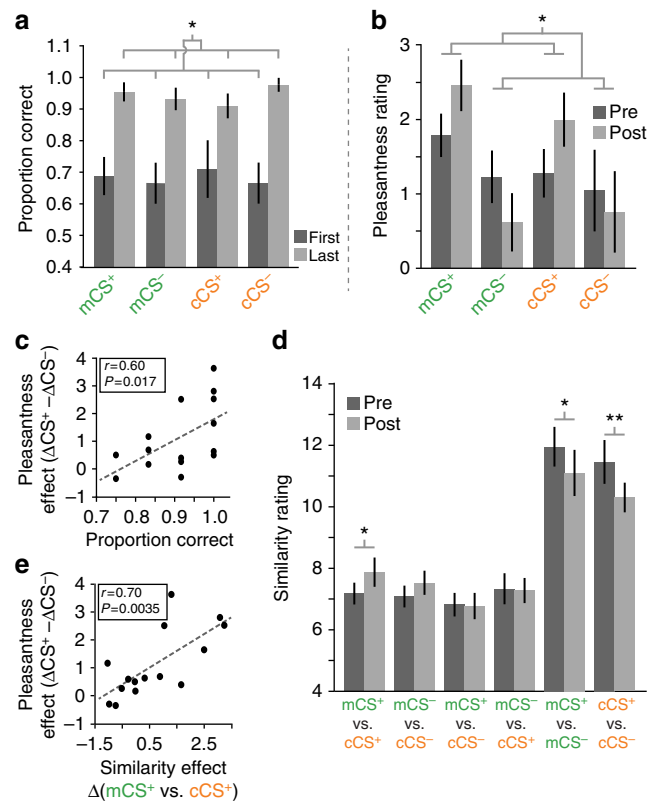 a
*
Proportion correct
1.1
1.0
0.9
0.8
0.7
0.6
0.5
0.4
First
Last
mCS⁺
mCS⁻
cCS⁺
cCS⁻
b
*
Pleasantness rating
3
2
1
0
Pre
Post
mCS⁺
mCS⁻
cCS⁺
cCS⁻
c
Pleasantness
effect (ΔCS⁺ –ΔCS⁻)
4
3
2
1
0
–1
r=0.60
P=0.017
0.7 0.8 0.9 1.0
Proportion correct
d
Similarity rating
14
12
10
8
6
4
Pre
Post
*
*
**
mCS⁺ mCS⁻ mCS⁺ mCS⁻ mCS⁺ cCS⁺
vs. vs. vs. vs. vs. vs.
cCS⁺ cCS⁻ cCS⁻ cCS⁺ mCS⁻ cCS⁻
e
Pleasantness
effect (ΔCS⁺ –ΔCS⁻)
4
3
2
1
0
–1
r=0.70
P=0.0035
–1.5 0.5 2.5
Similarity effect
Δ(mCS⁺ vs. cCS⁺)